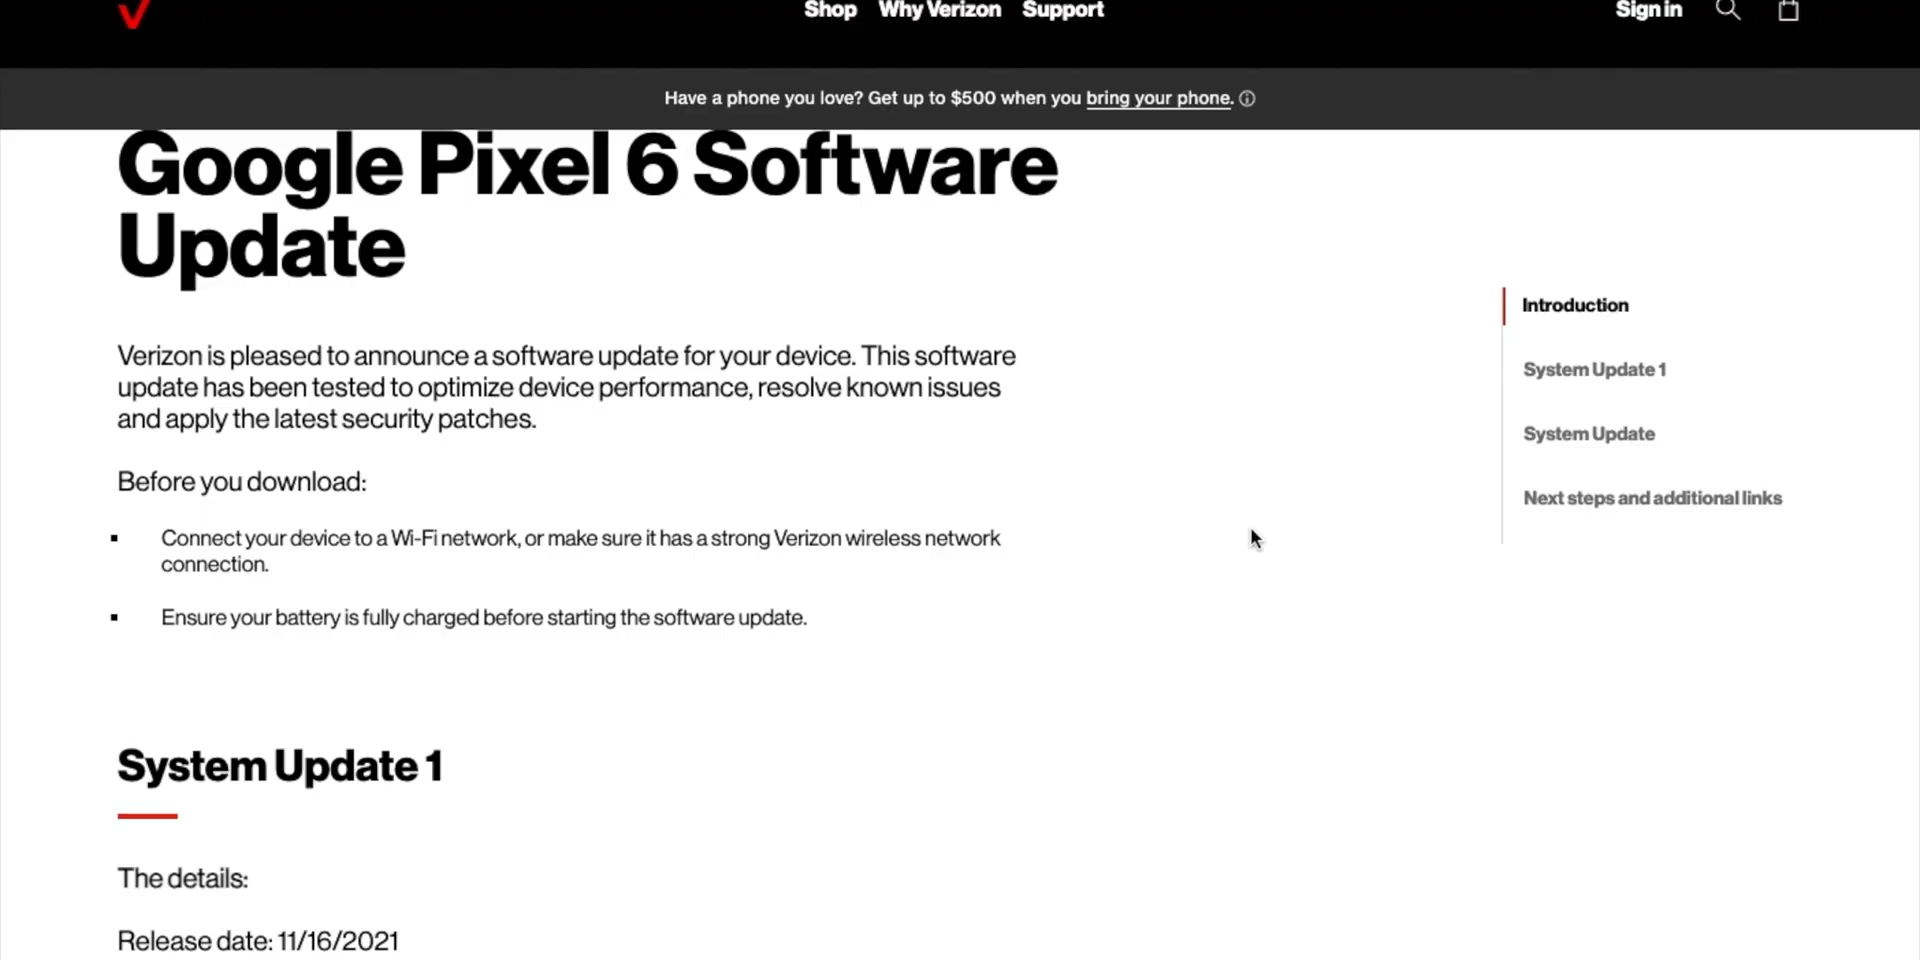 Shop Why Verizon Support Sign in
Have a phone you love? Get up to $500 when you bring your phone.
Google Pixel 6 Software
Update
Verizon is pleased to announce a software update for your device. This software
update has been tested to optimize device performance, resolve known issues
and apply the latest security patches.
Before you download:
Connect your device to a Wi-Fi network, or make sure it has a strong Verizon wireless network
connection.
Ensure your battery is fully charged before starting the software update.
System Update 1
The details:
Release date: 11/16/2021
Introduction
System Update 1
System Update
Next steps and additional links